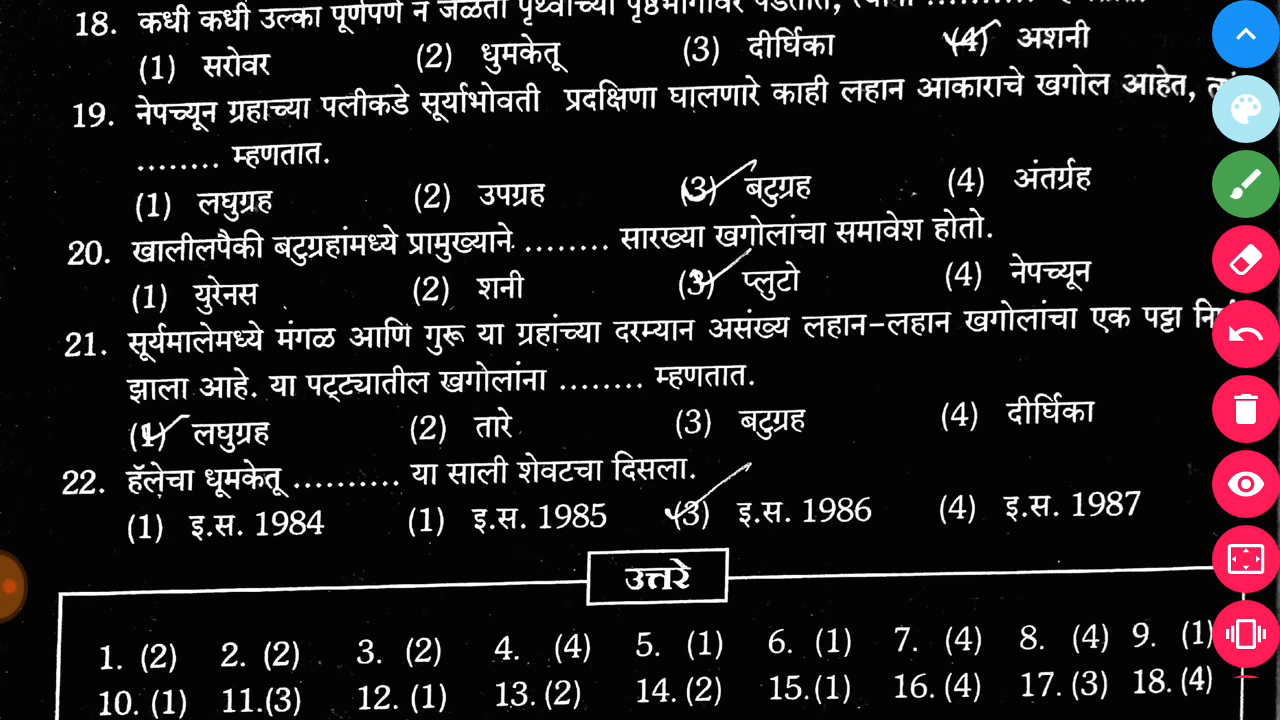 18. कधी कधी उल्का पूर्णपणे न जळता पृथ्वीच्या पृष्ठभागावर पडतात, त्यांना ..........
(1) सरोवर (2) धुमकेतू (3) दीर्घिका (4) अशनी
19. नेपच्यून ग्रहाच्या पलीकडे सूर्याभोवती प्रदक्षिणा घालणारे काही लहान आकाराचे खगोल आहेत,
........ म्हणतात.
(1) लघुग्रह (2) उपग्रह (3) बटुग्रह (4) अंतर्ग्रह
20. खालीलपैकी बटुग्रहांमध्ये प्रामुख्याने ........ सारख्या खगोलांचा समावेश होतो.
(1) युरेनस (2) शनी (3) प्लुटो (4) नेपच्यून
21. सूर्यमालेमध्ये मंगळ आणि गुरू या ग्रहांच्या दरम्यान असंख्य लहान-लहान खगोलांचा एक पट्टा
झाला आहे. या पट्ट्यातील खगोलांना ........ म्हणतात.
(1) लघुग्रह (2) तारे (3) बटुग्रह (4) दीर्घिका
22. हॅलेचा धूमकेतू .......... या साली शेवटचा दिसला.
(1) इ.स. 1984 (1) इ.स. 1985 (3) इ.स. 1986 (4) इ.स. 1987
उत्तरे
1. (2) 2. (2) 3. (2) 4. (4) 5. (1) 6. (1) 7. (4) 8. (4) 9. (1)
10. (1) 11.(3) 12. (1) 13. (2) 14. (2) 15.(1) 16. (4) 17. (3) 18. (4)